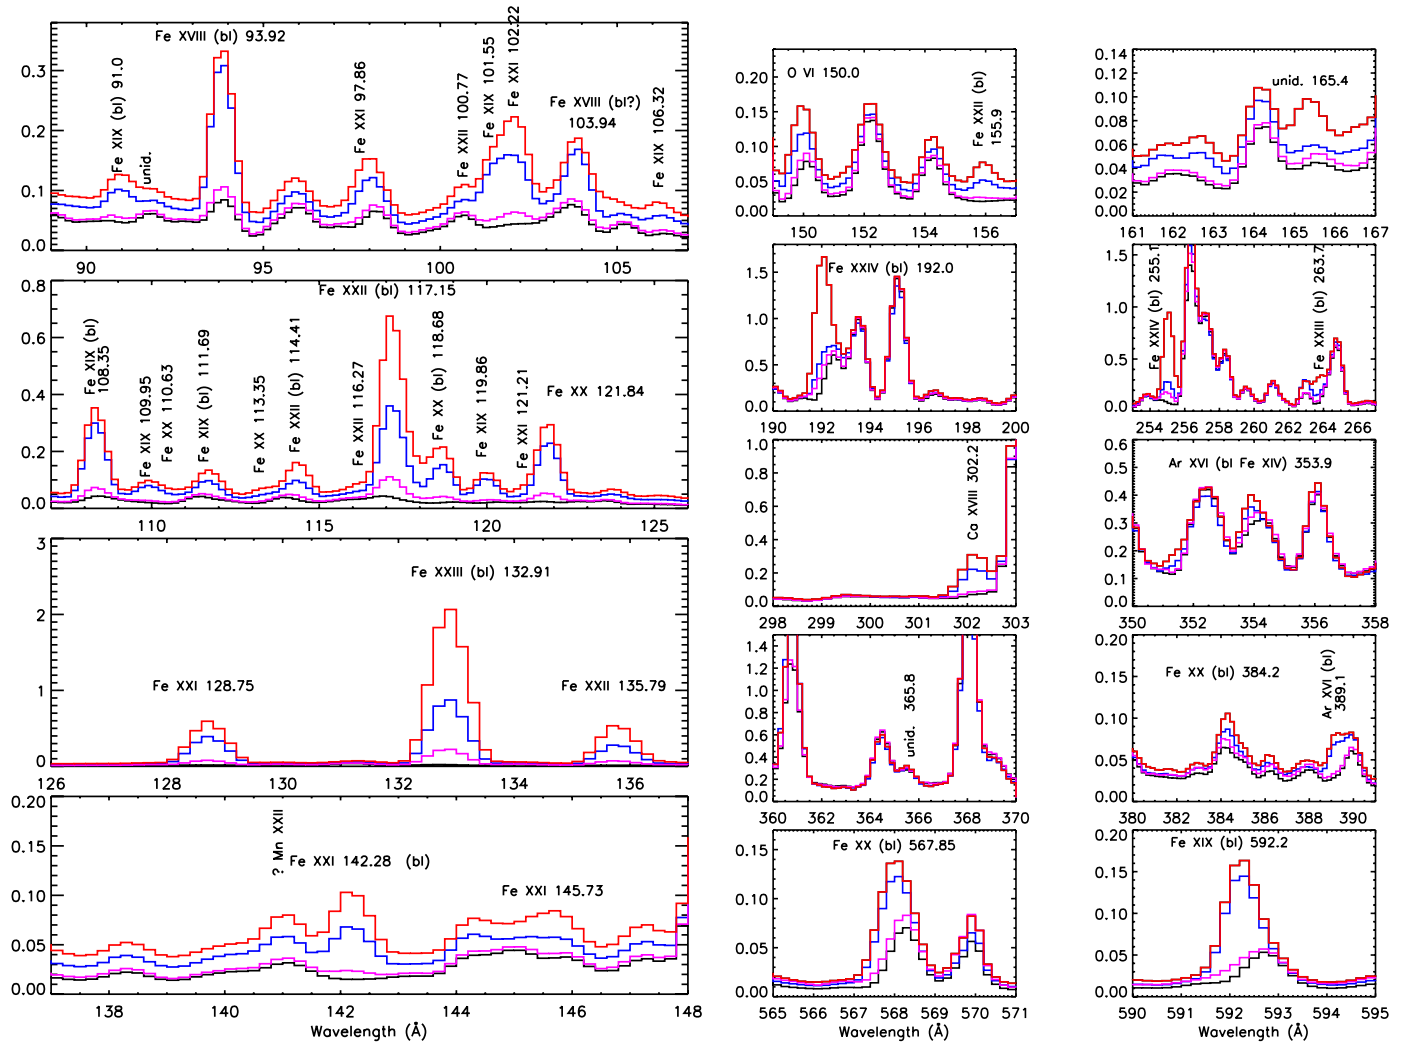 Fe XVIII (bl) 93.92
Fe XIX (bl) 91.0
unid.
Fe XXI 97.86
Fe XXII 100.77
Fe XIX 101.55
Fe XXI 102.22
Fe XVIII (bl?)
103.94
Fe XIX 106.32
0.3
0.2
0.1
0.0
90 95 100 105
Fe XXII (bl) 117.15
Fe XIX (bl)
108.35
Fe XIX 109.95
Fe XX 110.63
Fe XIX (bl) 111.69
Fe XX 113.35
Fe XXII (bl) 114.41
Fe XXII 116.27
Fe XX (bl) 118.68
Fe XIX 119.86
Fe XXI 121.21
Fe XX 121.84
0.8
0.6
0.4
0.2
0.0
110 115 120 125
Fe XXIII (bl) 132.91
Fe XXI 128.75
Fe XXII 135.79
3
2
1
0
126 128 130 132 134 136
? Mn XXII
Fe XXI 142.28 (bl)
Fe XXI 145.73
0.20
0.15
0.10
0.05
0.00
138 140 142 144 146 148
Wavelength (Å)
O VI 150.0
Fe XXII (bl)
155.9
0.20
0.15
0.10
0.05
0.00
150 152 154 156
Fe XXIV (bl) 192.0
1.5
1.0
0.5
0.0
190 192 194 196 198 200
Ca XVIII 302.2
1.0
0.8
0.6
0.4
0.2
0.0
298 299 300 301 302 303
unid. 365.8
1.4
1.2
1.0
0.8
0.6
0.4
0.2
0.0
360 362 364 366 368 370
Fe XX (bl) 567.85
0.15
0.10
0.05
0.00
565 566 567 568 569 570 571
Wavelength (Å)
unid. 165.4
0.14
0.12
0.10
0.08
0.06
0.04
0.02
0.00
161 162 163 164 165 166 167
Fe XXIV (bl) 255.1
Fe XXIII (bl) 263.7
1.5
1.0
0.5
0.0
254 256 258 260 262 264 266
Ar XVI (bl Fe XIV) 353.9
0.5
0.4
0.3
0.2
0.1
0.0
350 352 354 356 358
Fe XX (bl) 384.2
Ar XVI (bl)
389.1
0.20
0.15
0.10
0.05
0.00
380 382 384 386 388 390
Fe XIX (bl) 592.2
0.20
0.15
0.10
0.05
0.00
590 591 592 593 594 595
Wavelength (Å)